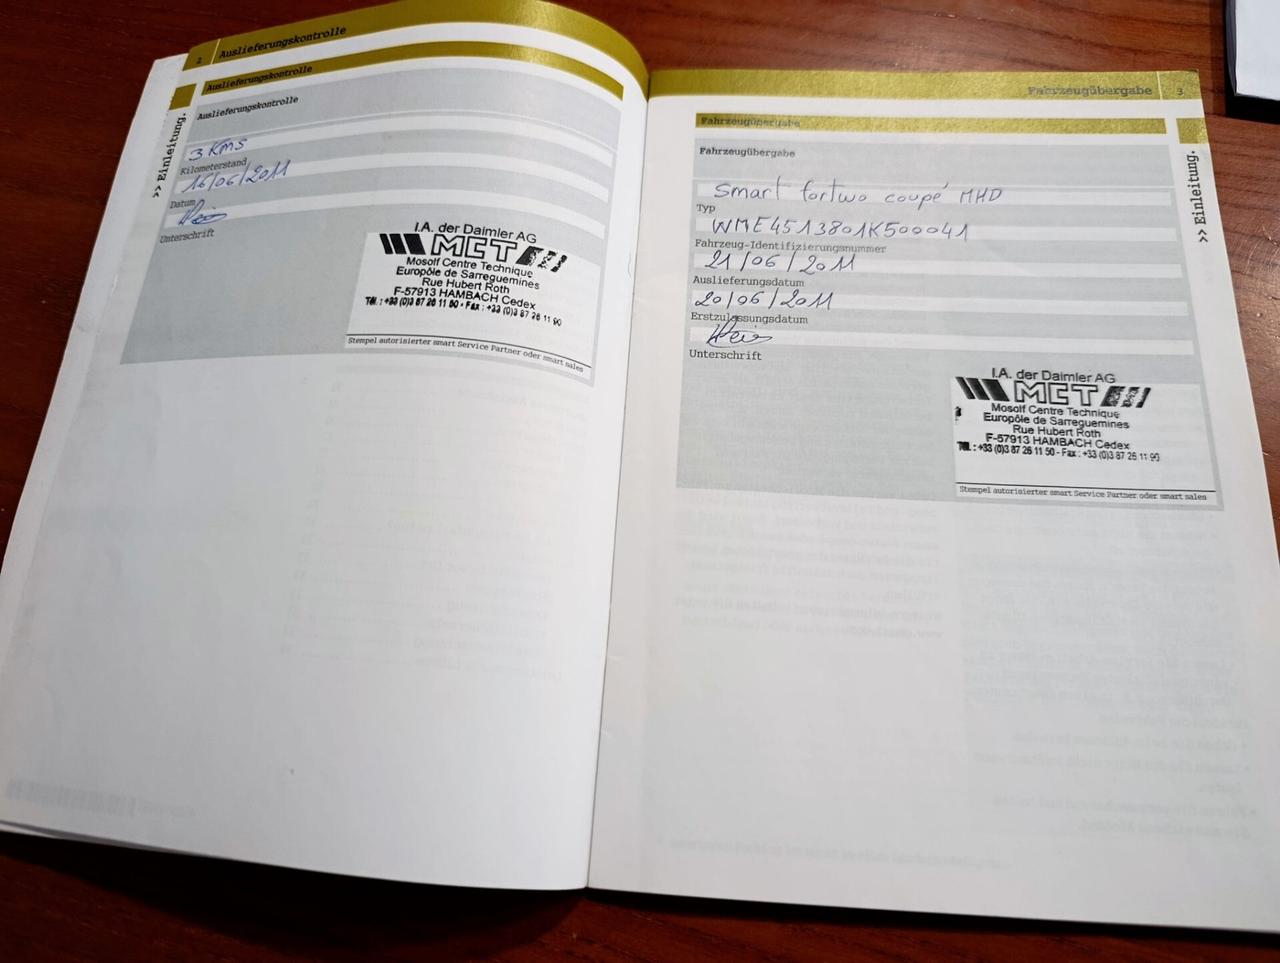 2 Auslieferungskontrolle
Auslieferungskontrolle
Auslieferungskontrolle
>> Einleitung.
3 KMS
Kilometerstand
16/06/2011
Datum
Unterschrift
I.A. der Daimler AG
MCT
Mosolf Centre Technique
Europôle de Sarreguemines
Rue Hubert Roth
F-57913 HAMBACH Cedex
Tél. : +33 (0)3 87 26 11 50 - Fax : +33 (0)3 87 26 11 90
Stempel autorisierter smart Service Partner oder smart sales
Fahrzeugübergabe 3
Fahrzeugübergabe
Fahrzeugübergabe
>> Einleitung.
smart fortwo coupé MHD
Typ
WME4513801K500041
Fahrzeug-Identifizierungsnummer
21/06/2011
Auslieferungsdatum
20/06/2011
Erstzulassungsdatum
Unterschrift
I.A. der Daimler AG
MCT
Mosolf Centre Technique
Europôle de Sarreguemines
Rue Hubert Roth
F-57913 HAMBACH Cedex
Tél. : +33 (0)3 87 26 11 50 - Fax : +33 (0)3 87 26 11 90
Stempel autorisierter smart Service Partner oder smart sales